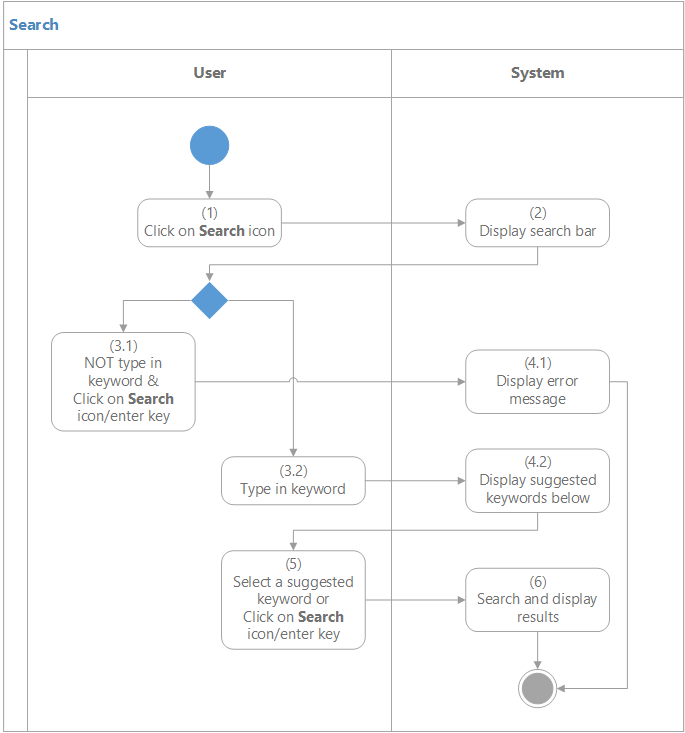 Search
User
System
(1)
Click on Search icon
(2)
Display search bar
(3.1)
NOT type in
keyword &
Click on Search
icon/enter key
(4.1)
Display error
message
(3.2)
Type in keyword
(4.2)
Display suggested
keywords below
(5)
Select a suggested
keyword or
Click on Search
icon/enter key
(6)
Search and display
results